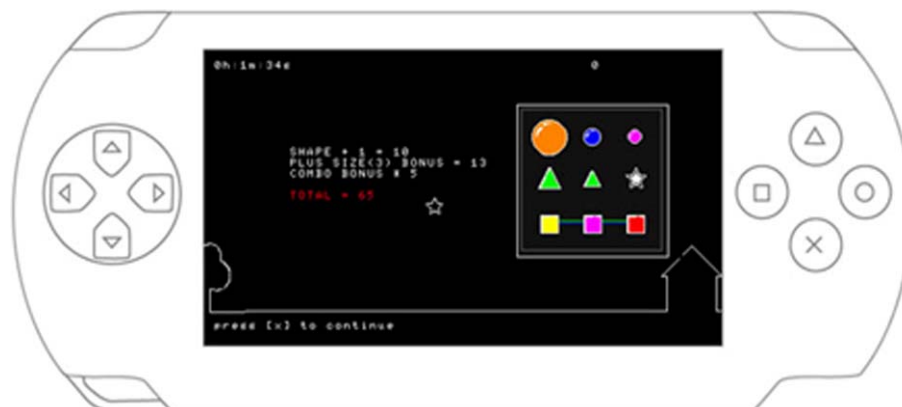 0h:1m:34s
0
SHAPE * 1 = 10
PLUS SIZE(3) BONUS = 13
COMBO BONUS * 5
TOTAL = 65
press [x] to continue